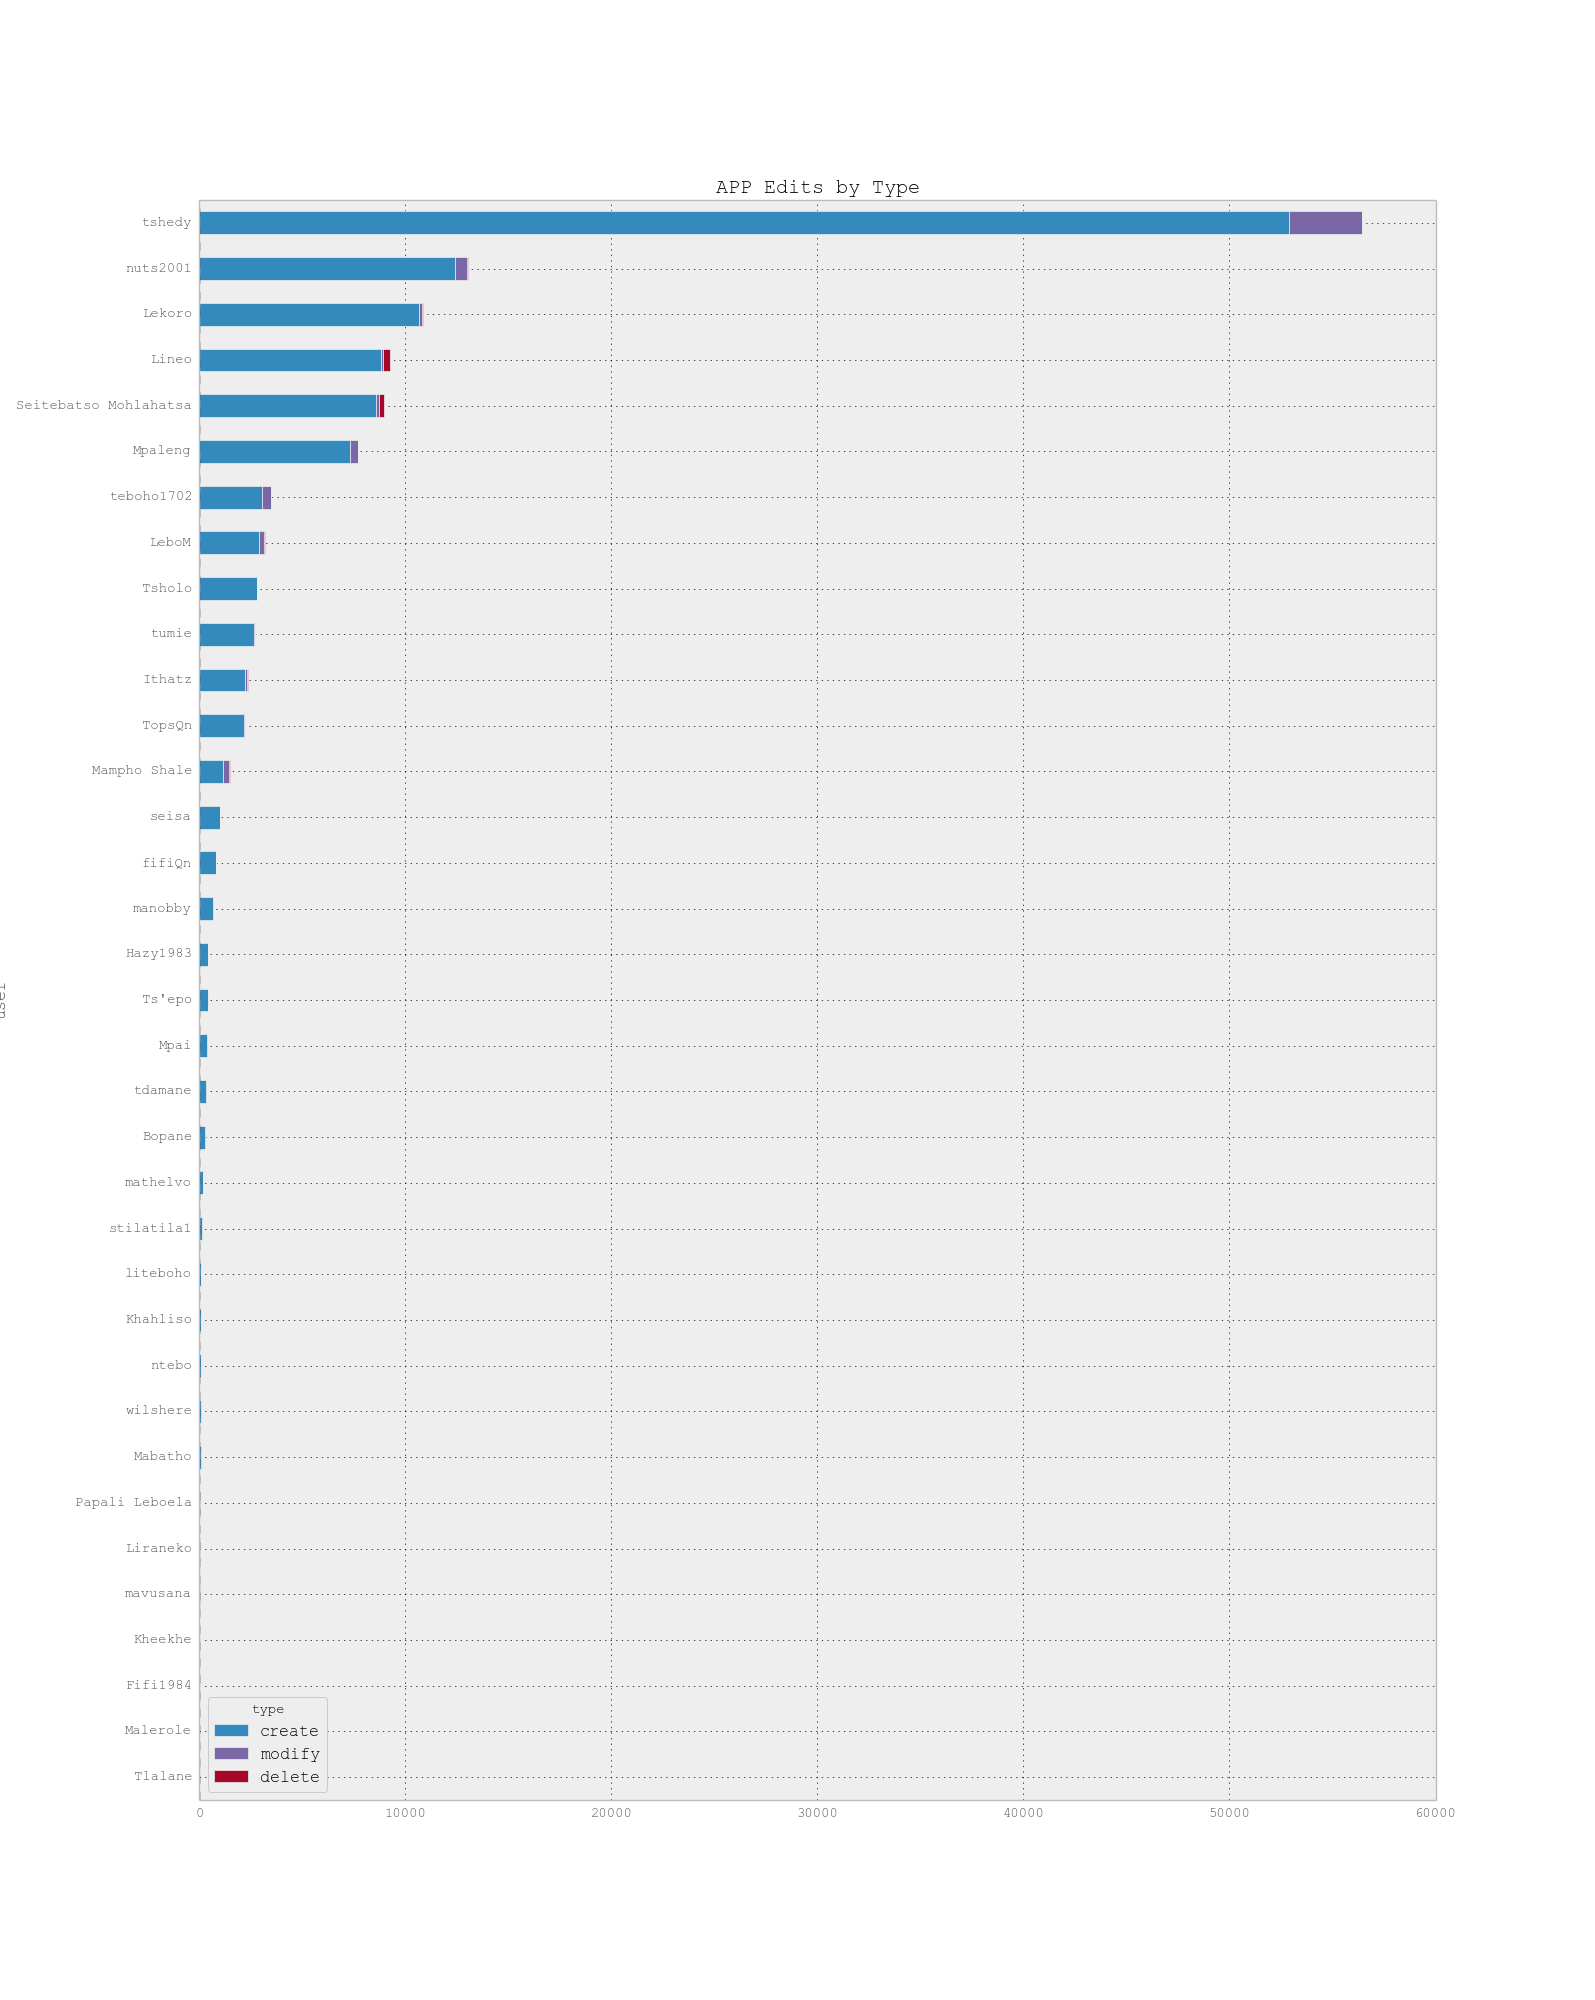 APP Edits by Type
tshedy
nuts2001
Lekoro
Lineo
Seitebatso Mohlahatsa
Mpaleng
teboho1702
LeboM
Tsholo
tumie
Ithatz
TopsQn
Mampho Shale
seisa
fifiQn
manobby
Hazy1983
Ts'epo
user
Mpai
tdamane
Bopane
mathelvo
stilatila1
liteboho
Khahliso
ntebo
wilshere
Mabatho
Papali Leboela
Liraneko
mavusana
Kheekhe
Fifi1984
Malerole
Tlalane
type
create
modify
delete
0 10000 20000 30000 40000 50000 60000